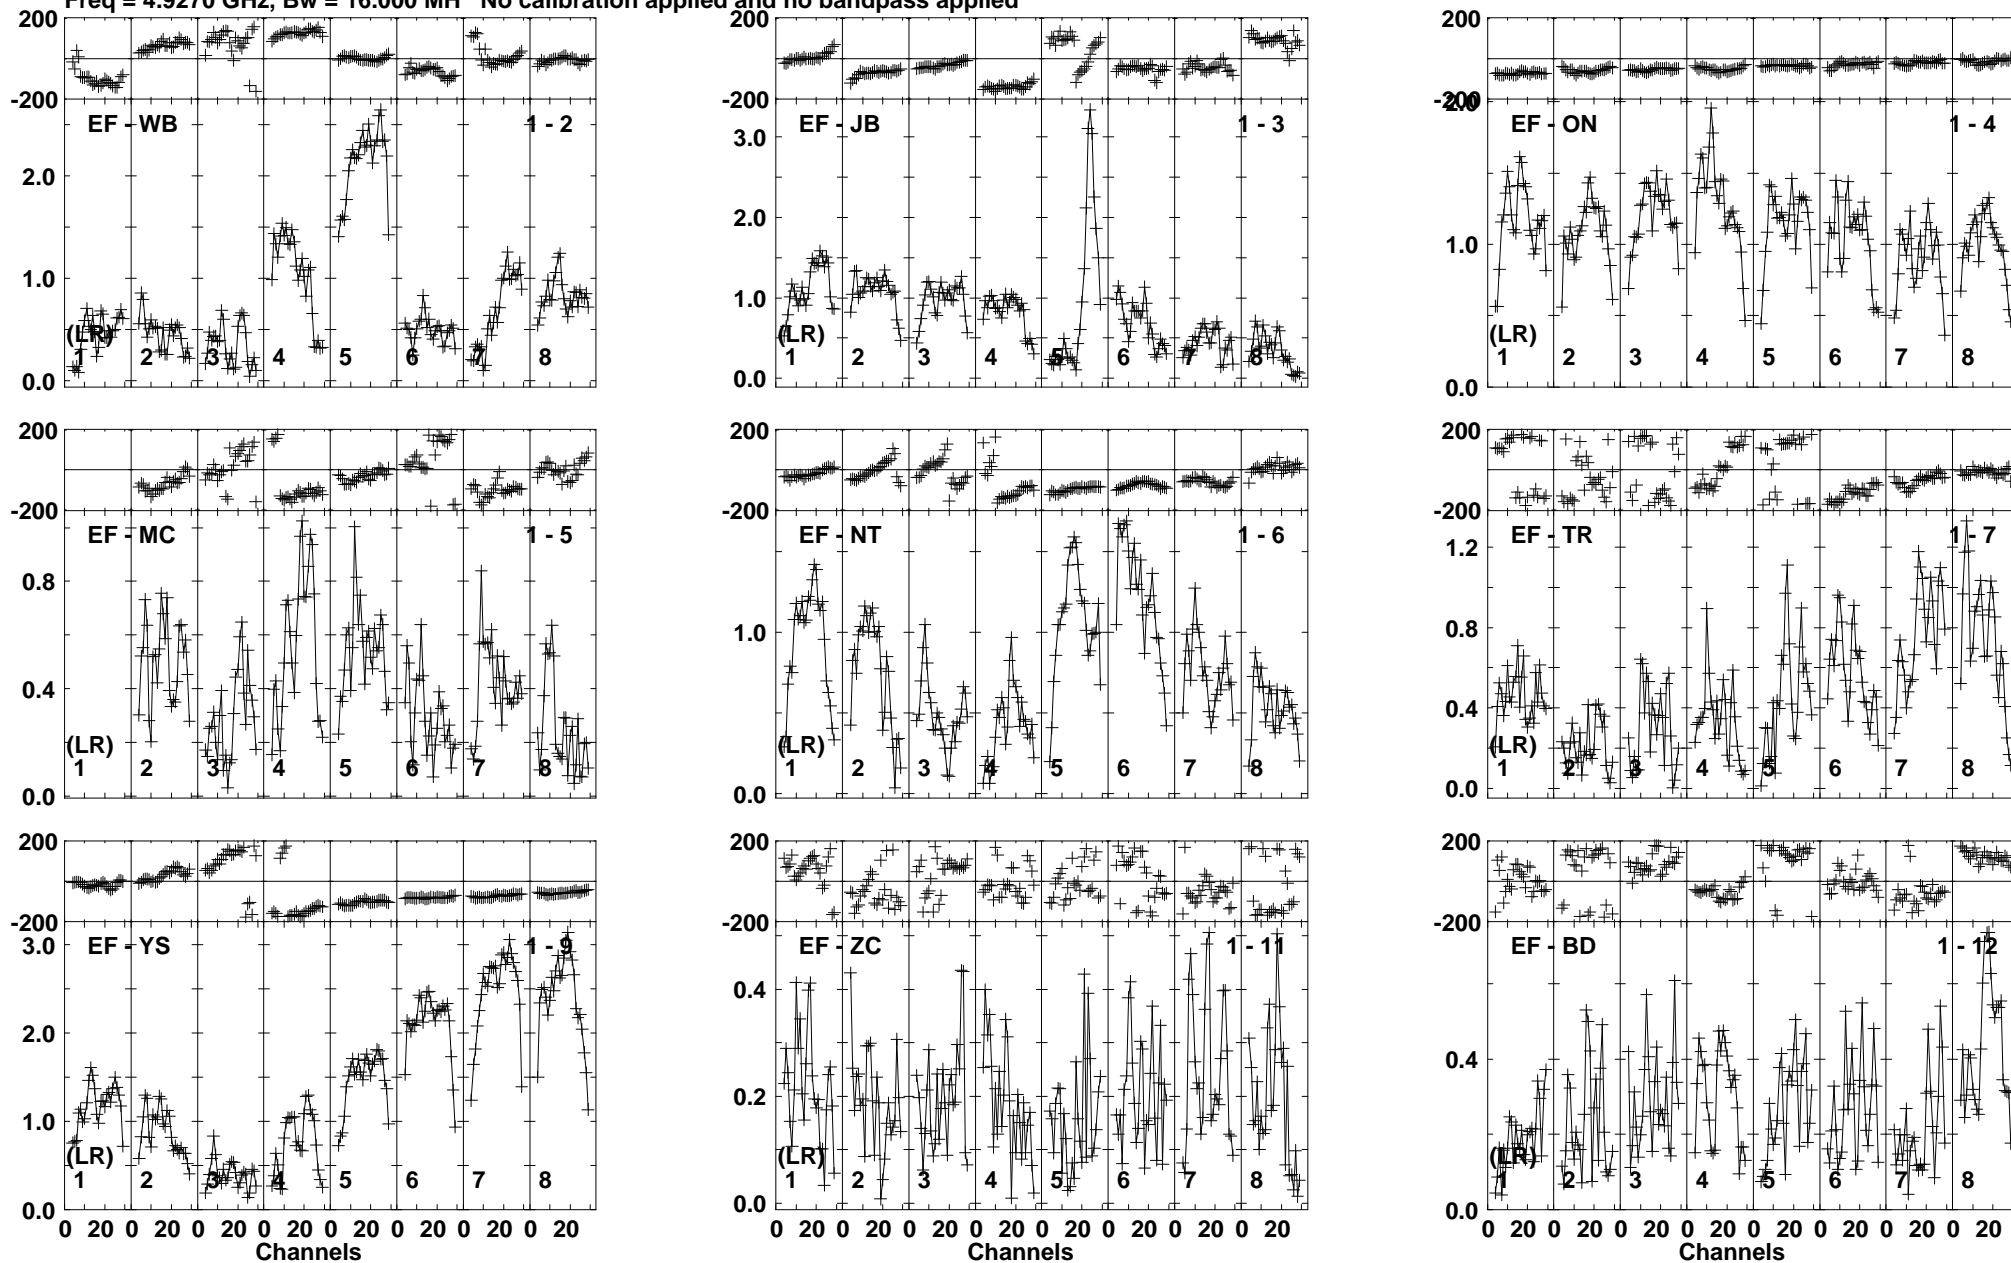 Freq = 4.9270 GHz, Bw = 16.000 MH No calibration applied and no bandpass applied
200 200 200
-200 -200 -200
EF - WB 1 - 2 EF - JB 1 - 3 EF - ON 1 - 4
2.0 3.0 2.0
1.0 2.0 1.0
0.0 1.0 0.0
0.0
(LR) (LR) (LR)
1 2 3 4 5 6 7 8 1 2 3 4 5 6 7 8 1 2 3 4 5 6 7 8
200 200 200
-200 -200 -200
EF - MC 1 - 5 EF - NT 1 - 6 EF - TR 1 - 7
0.8 1.0 1.2
0.4 0.0 0.8
0.0 0.4
0.0
(LR) (LR) (LR)
1 2 3 4 5 6 7 8 1 2 3 4 5 6 7 8 1 2 3 4 5 6 7 8
200 200 200
-200 -200 -200
EF - YS 1 - 9 EF - ZC 1 - 11 EF - BD 1 - 12
3.0 0.4 0.4
2.0 0.2 0.0
1.0 0.0
0.0
(LR) (LR) (LR)
1 2 3 4 5 6 7 8 1 2 3 4 5 6 7 8 1 2 3 4 5 6 7 8
0 20 0 20 0 20 0 20 0 20 0 20 0 20 0 20 0 20 0 20 0 20 0 20 0 20 0 20 0 20 0 20 0 20 0 20 0 20 0 20 0 20 0 20 0 20 0 20
Channels Channels Channels